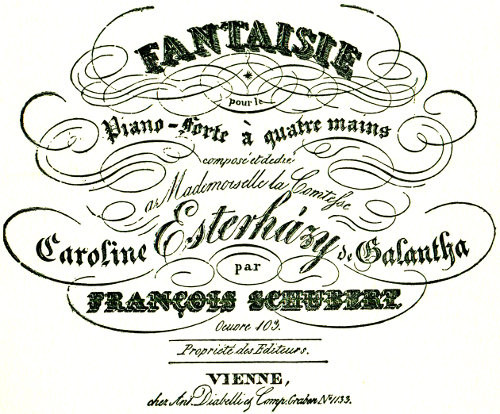 FANTAISIE
pour le
Piano-Forte à quatre mains
composé et dedié
a Mademoiselle la Comtesse
Caroline Esterházy de Galantha
par
FRANÇOIS SCHUBERT.
Oeuvre 103.
Propriété des Editeurs.
VIENNE,
chez Ant. Diabelli et Comp. Graben No. 1133.